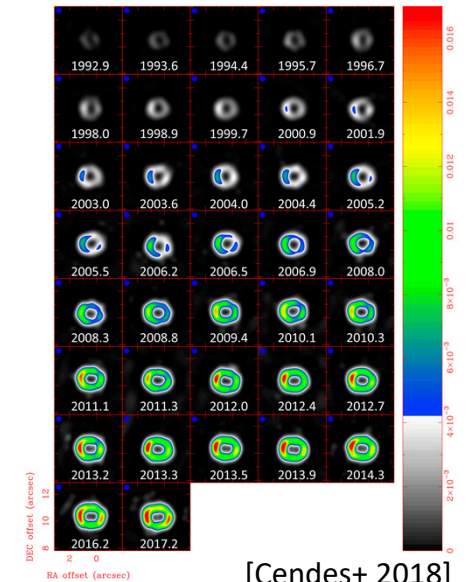 1992.9 1993.6 1994.4 1995.7 1996.7
1998.0 1998.9 1999.7 2000.9 2001.9
2003.0 2003.6 2004.0 2004.4 2005.2
2005.5 2006.2 2006.5 2006.9 2008.0
2008.3 2008.8 2009.4 2010.1 2010.3
2011.1 2011.3 2012.0 2012.4 2012.7
2013.2 2013.3 2013.5 2013.9 2014.3
2016.2 2017.2
DEC offset (arcsec)
8 10 12
2 0
RA offset (arcsec)
0 2×10⁻³ 4×10⁻³ 6×10⁻³ 8×10⁻³ 0.01 0.012 0.014 0.016
[Cendes+ 2018]